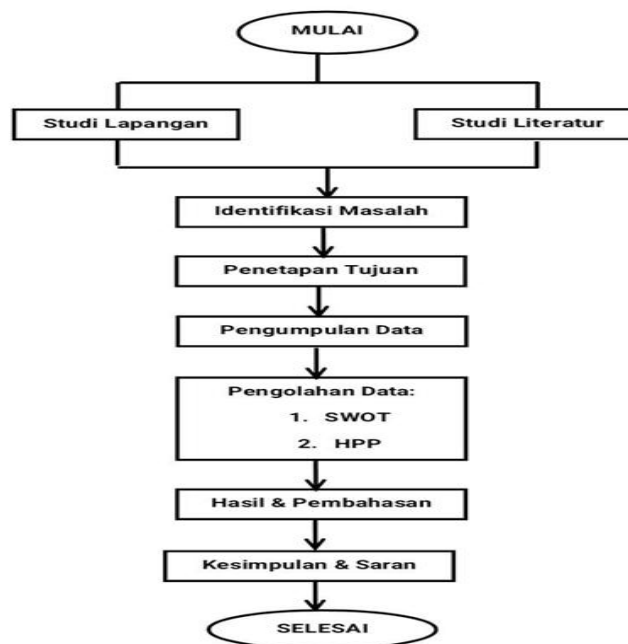 MULAI
Studi Lapangan
Studi Literatur
Identifikasi Masalah
Penetapan Tujuan
Pengumpulan Data
Pengolahan Data:
1. SWOT
2. HPP
Hasil & Pembahasan
Kesimpulan & Saran
SELESAI